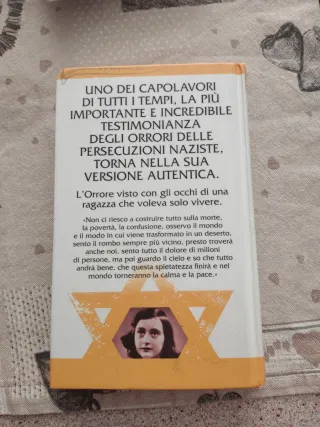 UNO DEI CAPOLAVORI
DI TUTTI I TEMPI, LA PIÙ
IMPORTANTE E INCREDIBILE
TESTIMONIANZA
DEGLI ORRORI DELLE
PERSECUZIONI NAZISTE,
TORNA NELLA SUA
VERSIONE AUTENTICA.
L'Orrore visto con gli occhi di una
ragazza che voleva solo vivere.
«Non ci riesco a costruire tutto sulla morte,
la povertà, la confusione, osservo il mondo
e il modo in cui viene trasformato in un deserto,
sento il rombo sempre più vicino, presto troverà
anche noi, sento tutto il dolore di milioni
di persone, ma poi guardo il cielo e so che tutto
andrà bene, che questa spietatezza finirà e nel
mondo torneranno la calma e la pace.»